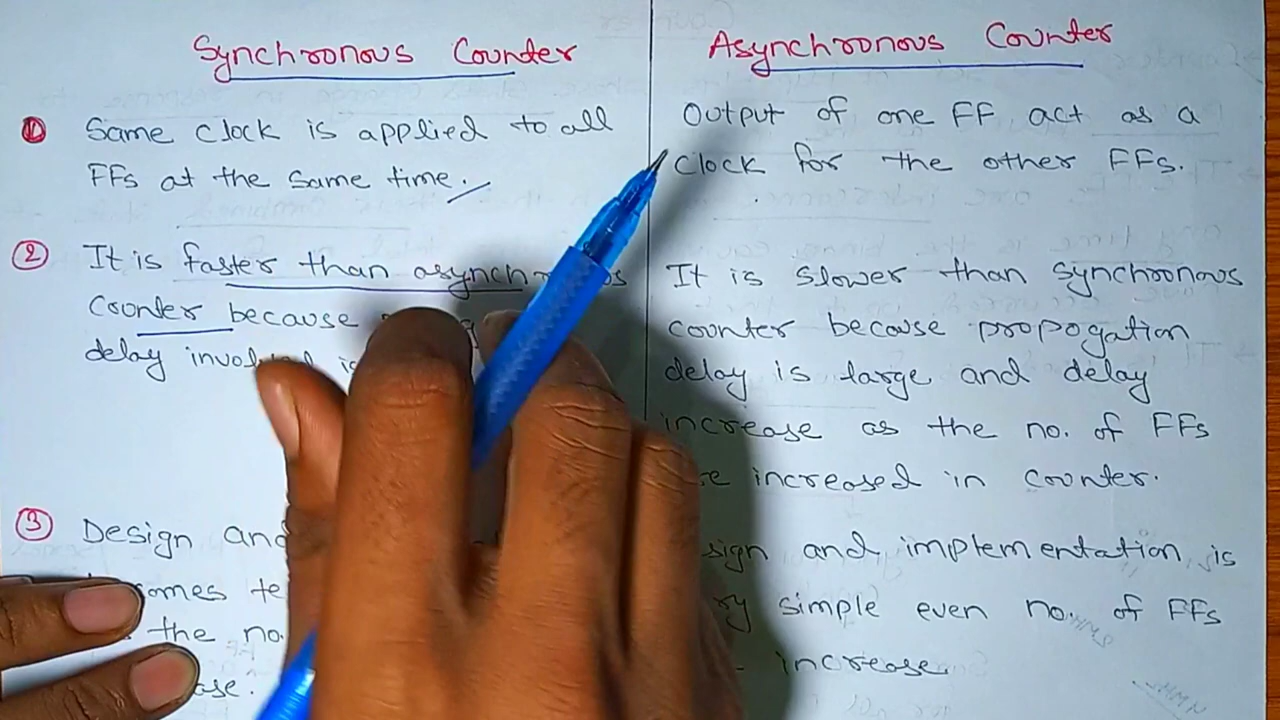 Synchronous Counter
① Same clock is applied to all
FFs at the same time.
② It is faster than asynchronous
Counter because
delay involved is
③ Design and
the no.
Asynchronous Counter
Output of one FF act as a
clock for the other FFs.
It is slower than synchronous
counter because propogation
delay is large and delay
increase as the no. of FFs
increased in counter.
and implementation is
simple even no. of FFs
increase.